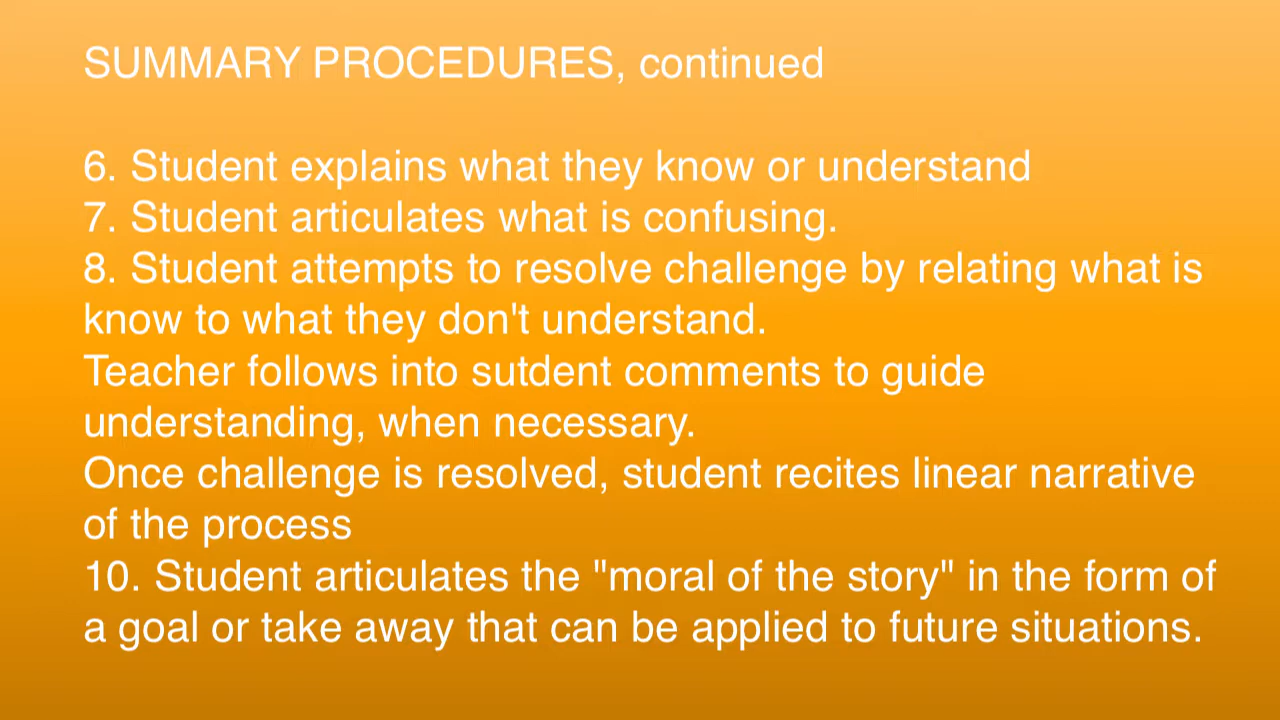 SUMMARY PROCEDURES, continued
6. Student explains what they know or understand
7. Student articulates what is confusing.
8. Student attempts to resolve challenge by relating what is
know to what they don't understand.
Teacher follows into sutdent comments to guide
understanding, when necessary.
Once challenge is resolved, student recites linear narrative
of the process
10. Student articulates the "moral of the story" in the form of
a goal or take away that can be applied to future situations.